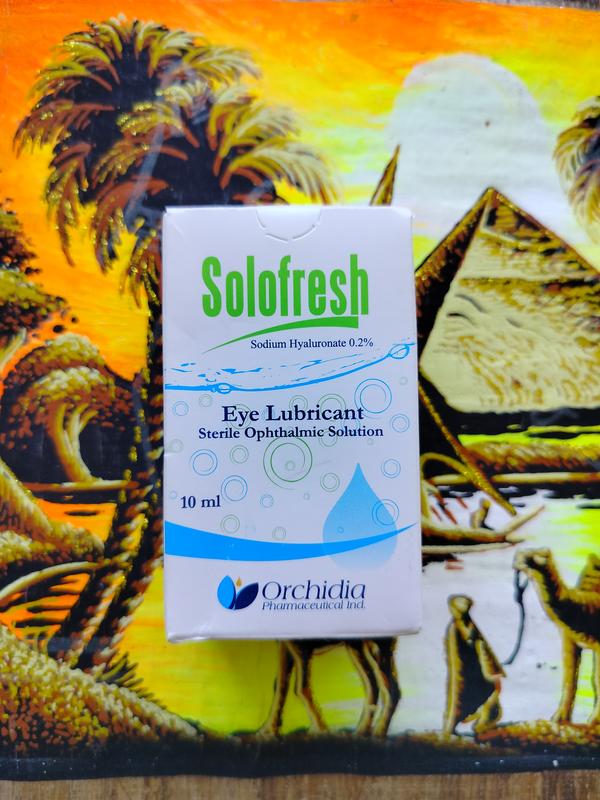 Solofresh
Sodium Hyaluronate 0.2%
Eye Lubricant
Sterile Ophthalmic Solution
10 ml
Orchidia
Pharmaceutical Ind.